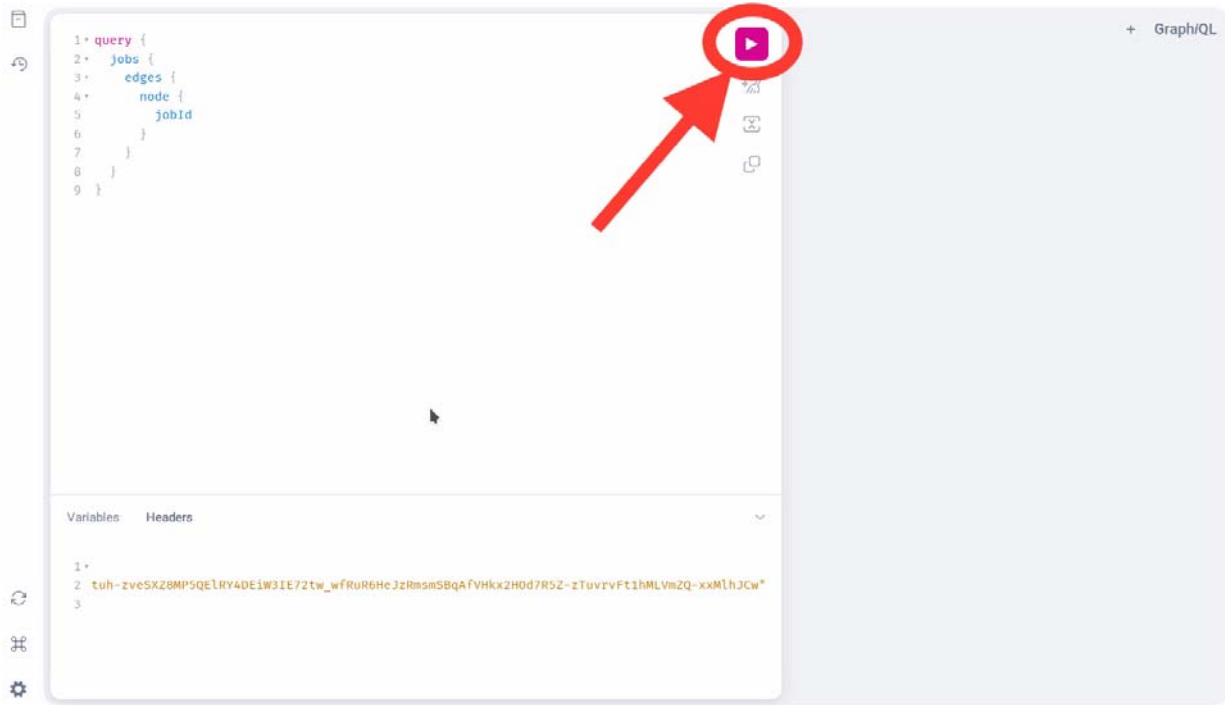 + GraphiQL
1 query {
2 jobs {
3 edges {
4 node {
5 jobId
6 }
7 }
8 }
9 }
Variables Headers
1
2 tuh-zveSXZ8MP5QElRY4DEiW3IE72tw_wfRuR6HeJzRmsmSBqAfVHkx2HOd7R5Z-zTuvrvFt1hMLVmZQ-xxMlhJCw"
3